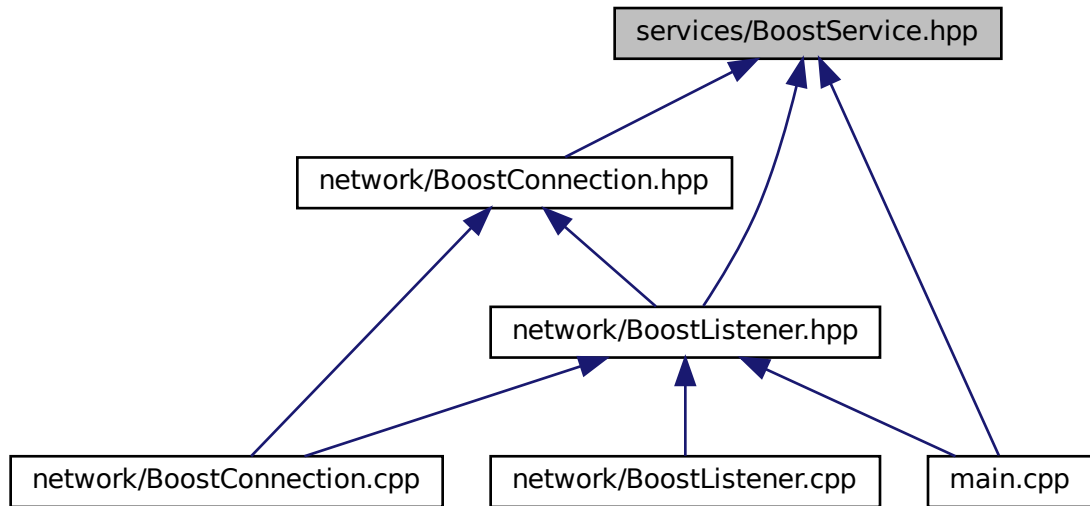 services/BoostService.hpp
network/BoostConnection.hpp
network/BoostListener.hpp
network/BoostConnection.cpp
network/BoostListener.cpp
main.cpp